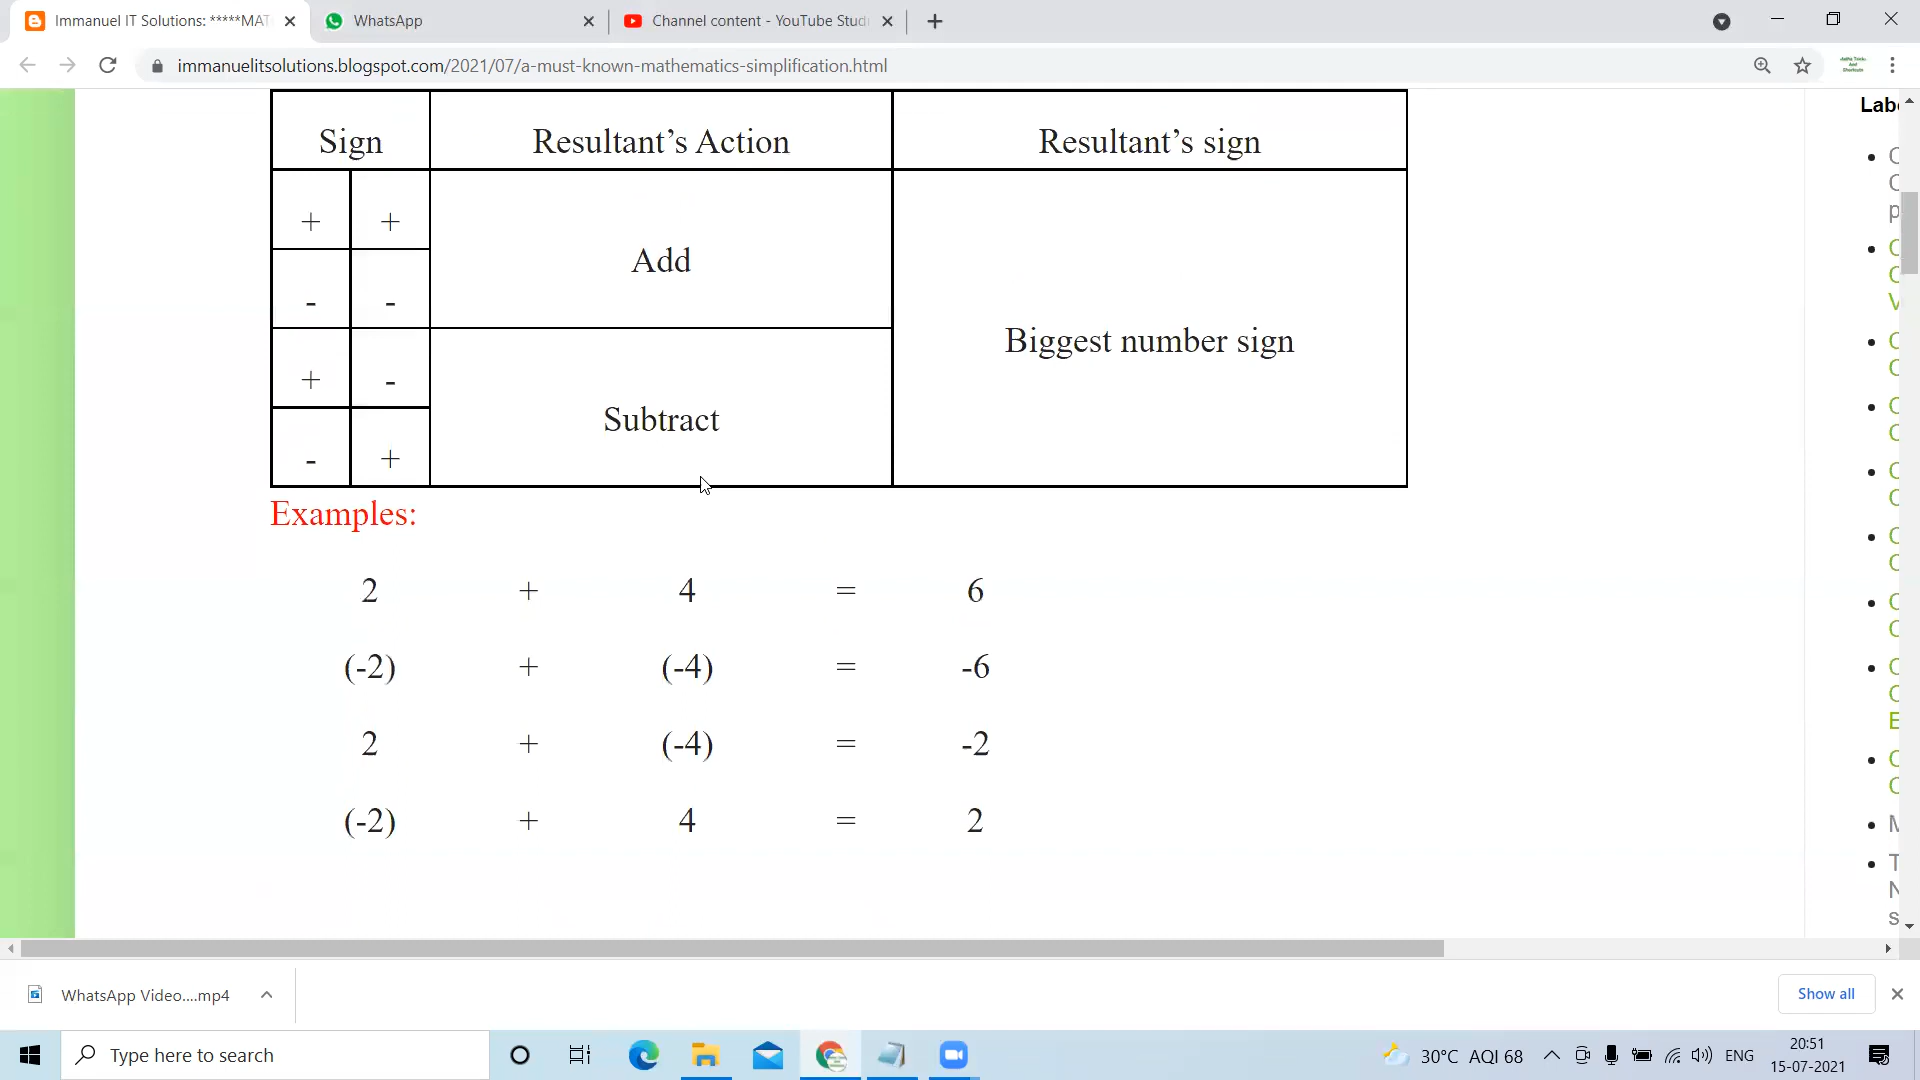 Immanuel IT Solutions: *****MAT
WhatsApp
Channel content - YouTube Studi
immanuelitsolutions.blogspot.com/2021/07/a-must-known-mathematics-simplification.html
Sign Resultant’s Action Resultant’s sign
+ +
Add
- -
Biggest number sign
+ -
Subtract
- +
Examples:
2 + 4 = 6
(-2) + (-4) = -6
2 + (-4) = -2
(-2) + 4 = 2
WhatsApp Video....mp4
Show all
Type here to search
30°C AQI 68
ENG
20:51
15-07-2021